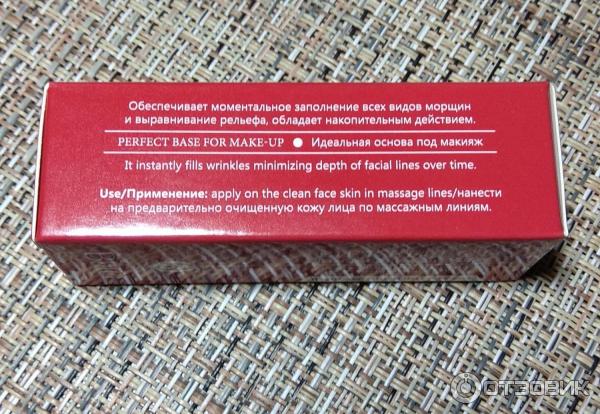 Обеспечивает моментальное заполнение всех видов морщин
и выравнивание рельефа, обладает накопительным действием.
PERFECT BASE FOR MAKE-UP ● Идеальная основа под макияж
It instantly fills wrinkles minimizing depth of facial lines over time.
Use/Применение: apply on the clean face skin in massage lines/нанести
на предварительно очищенную кожу лица по массажным линиям.
ОТЗОВИК